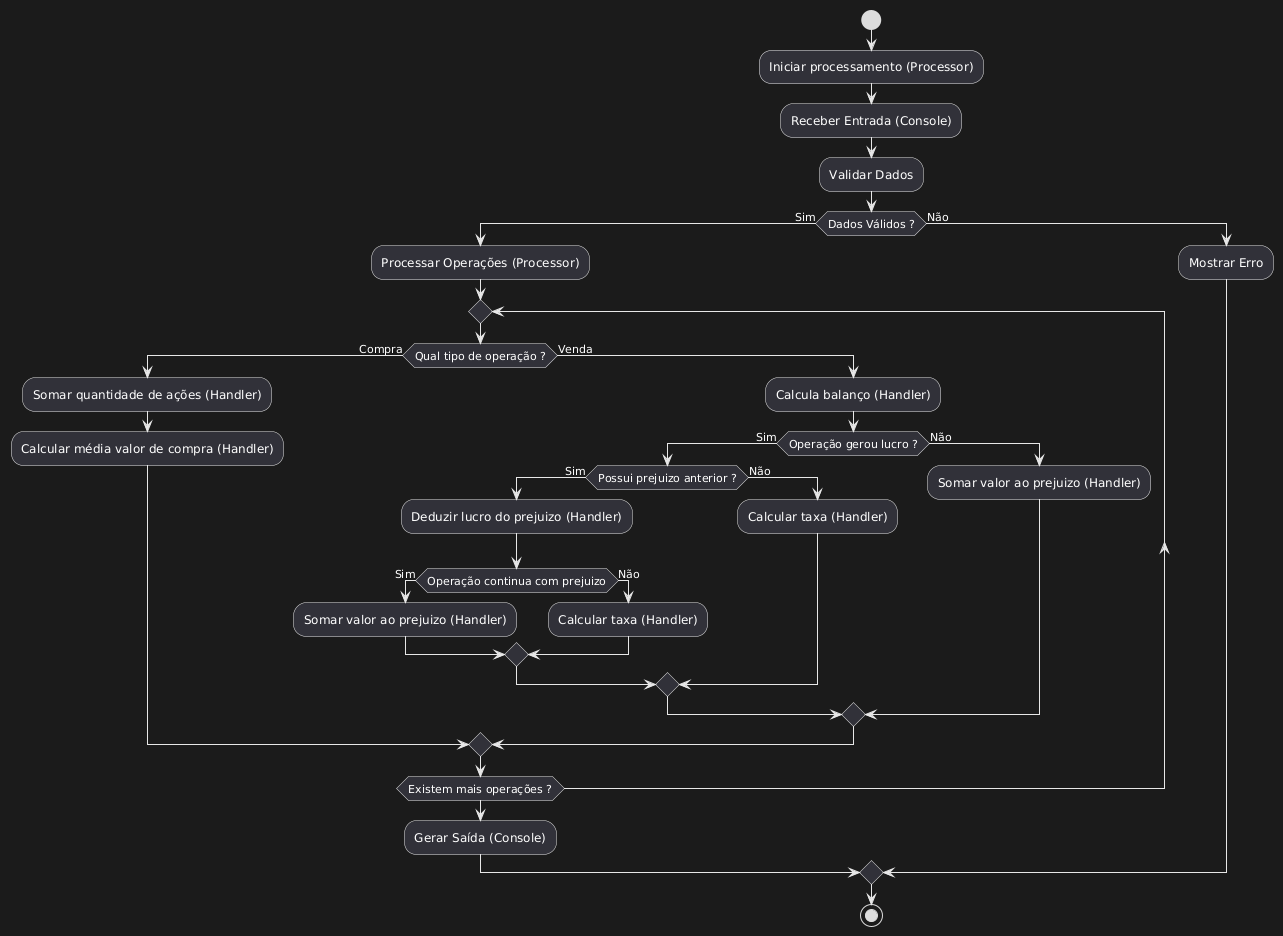 Iniciar processamento (Processor)
Receber Entrada (Console)
Validar Dados
Sim
Dados Válidos ?
Não
Processar Operações (Processor)
Mostrar Erro
Compra
Qual tipo de operação ?
Venda
Somar quantidade de ações (Handler)
Calcular média valor de compra (Handler)
Calcula balanço (Handler)
Sim
Operação gerou lucro ?
Não
Sim
Possui prejuizo anterior ?
Não
Somar valor ao prejuizo (Handler)
Deduzir lucro do prejuizo (Handler)
Calcular taxa (Handler)
Sim
Operação continua com prejuizo
Não
Somar valor ao prejuizo (Handler)
Calcular taxa (Handler)
Existem mais operações ?
Gerar Saída (Console)